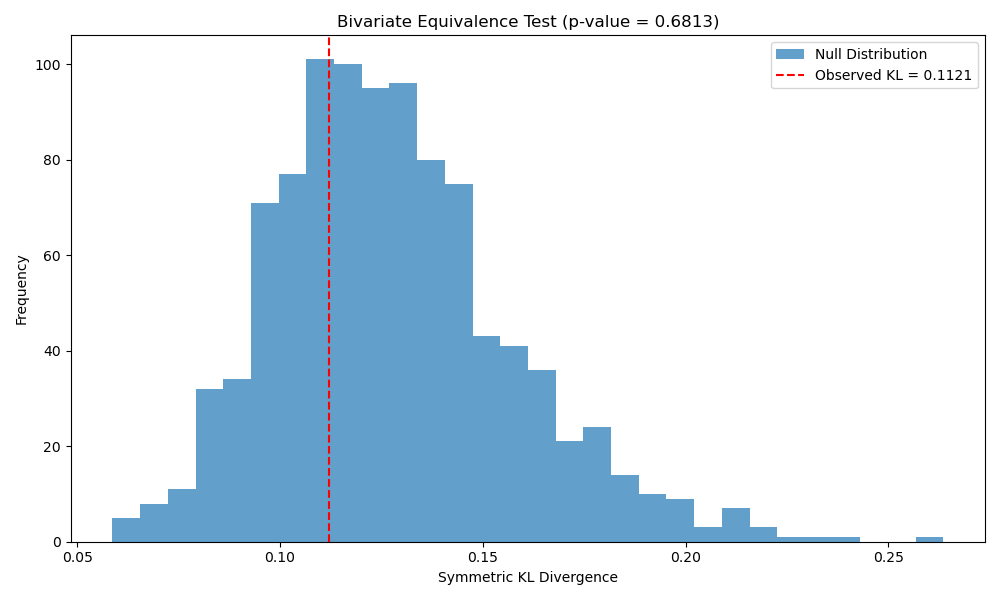 Bivariate Equivalence Test (p-value = 0.6813)
Null Distribution
Observed KL = 0.1121
Frequency
100
80
60
40
20
0
0.05 0.10 0.15 0.20 0.25
Symmetric KL Divergence